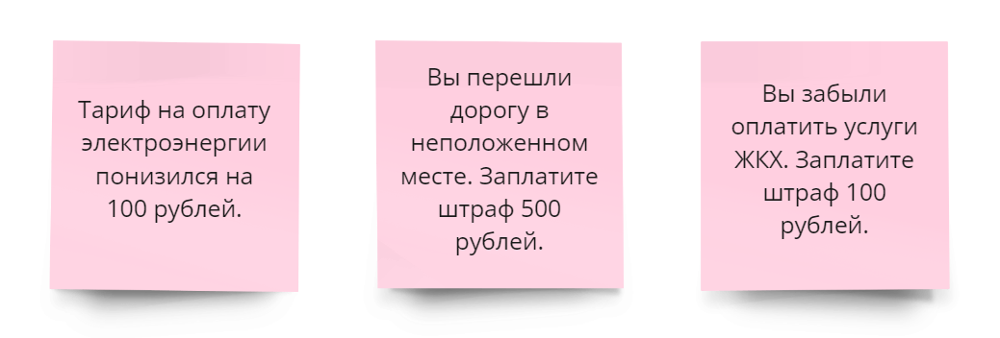 Тариф на оплату
электроэнергии
понизился на
100 рублей.
Вы перешли
дорогу в
неположенном
месте. Заплатите
штраф 500
рублей.
Вы забыли
оплатить услуги
ЖКХ. Заплатите
штраф 100
рублей.